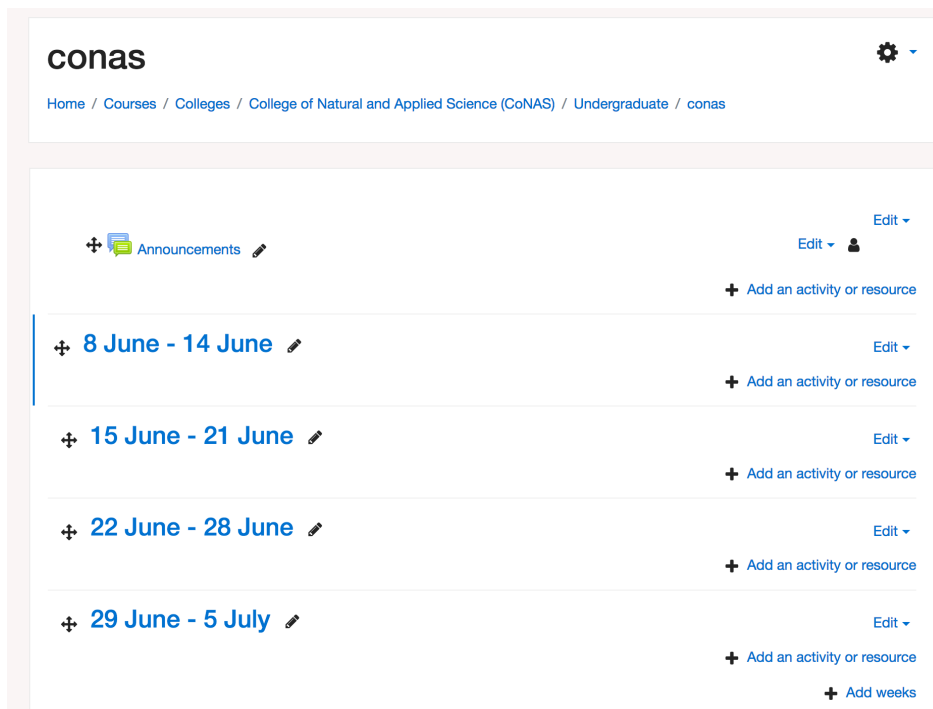 conas
Home / Courses / Colleges / College of Natural and Applied Science (CoNAS) / Undergraduate / conas
Edit
Announcements
Edit
Add an activity or resource
8 June - 14 June
Edit
Add an activity or resource
15 June - 21 June
Edit
Add an activity or resource
22 June - 28 June
Edit
Add an activity or resource
29 June - 5 July
Edit
Add an activity or resource
Add weeks